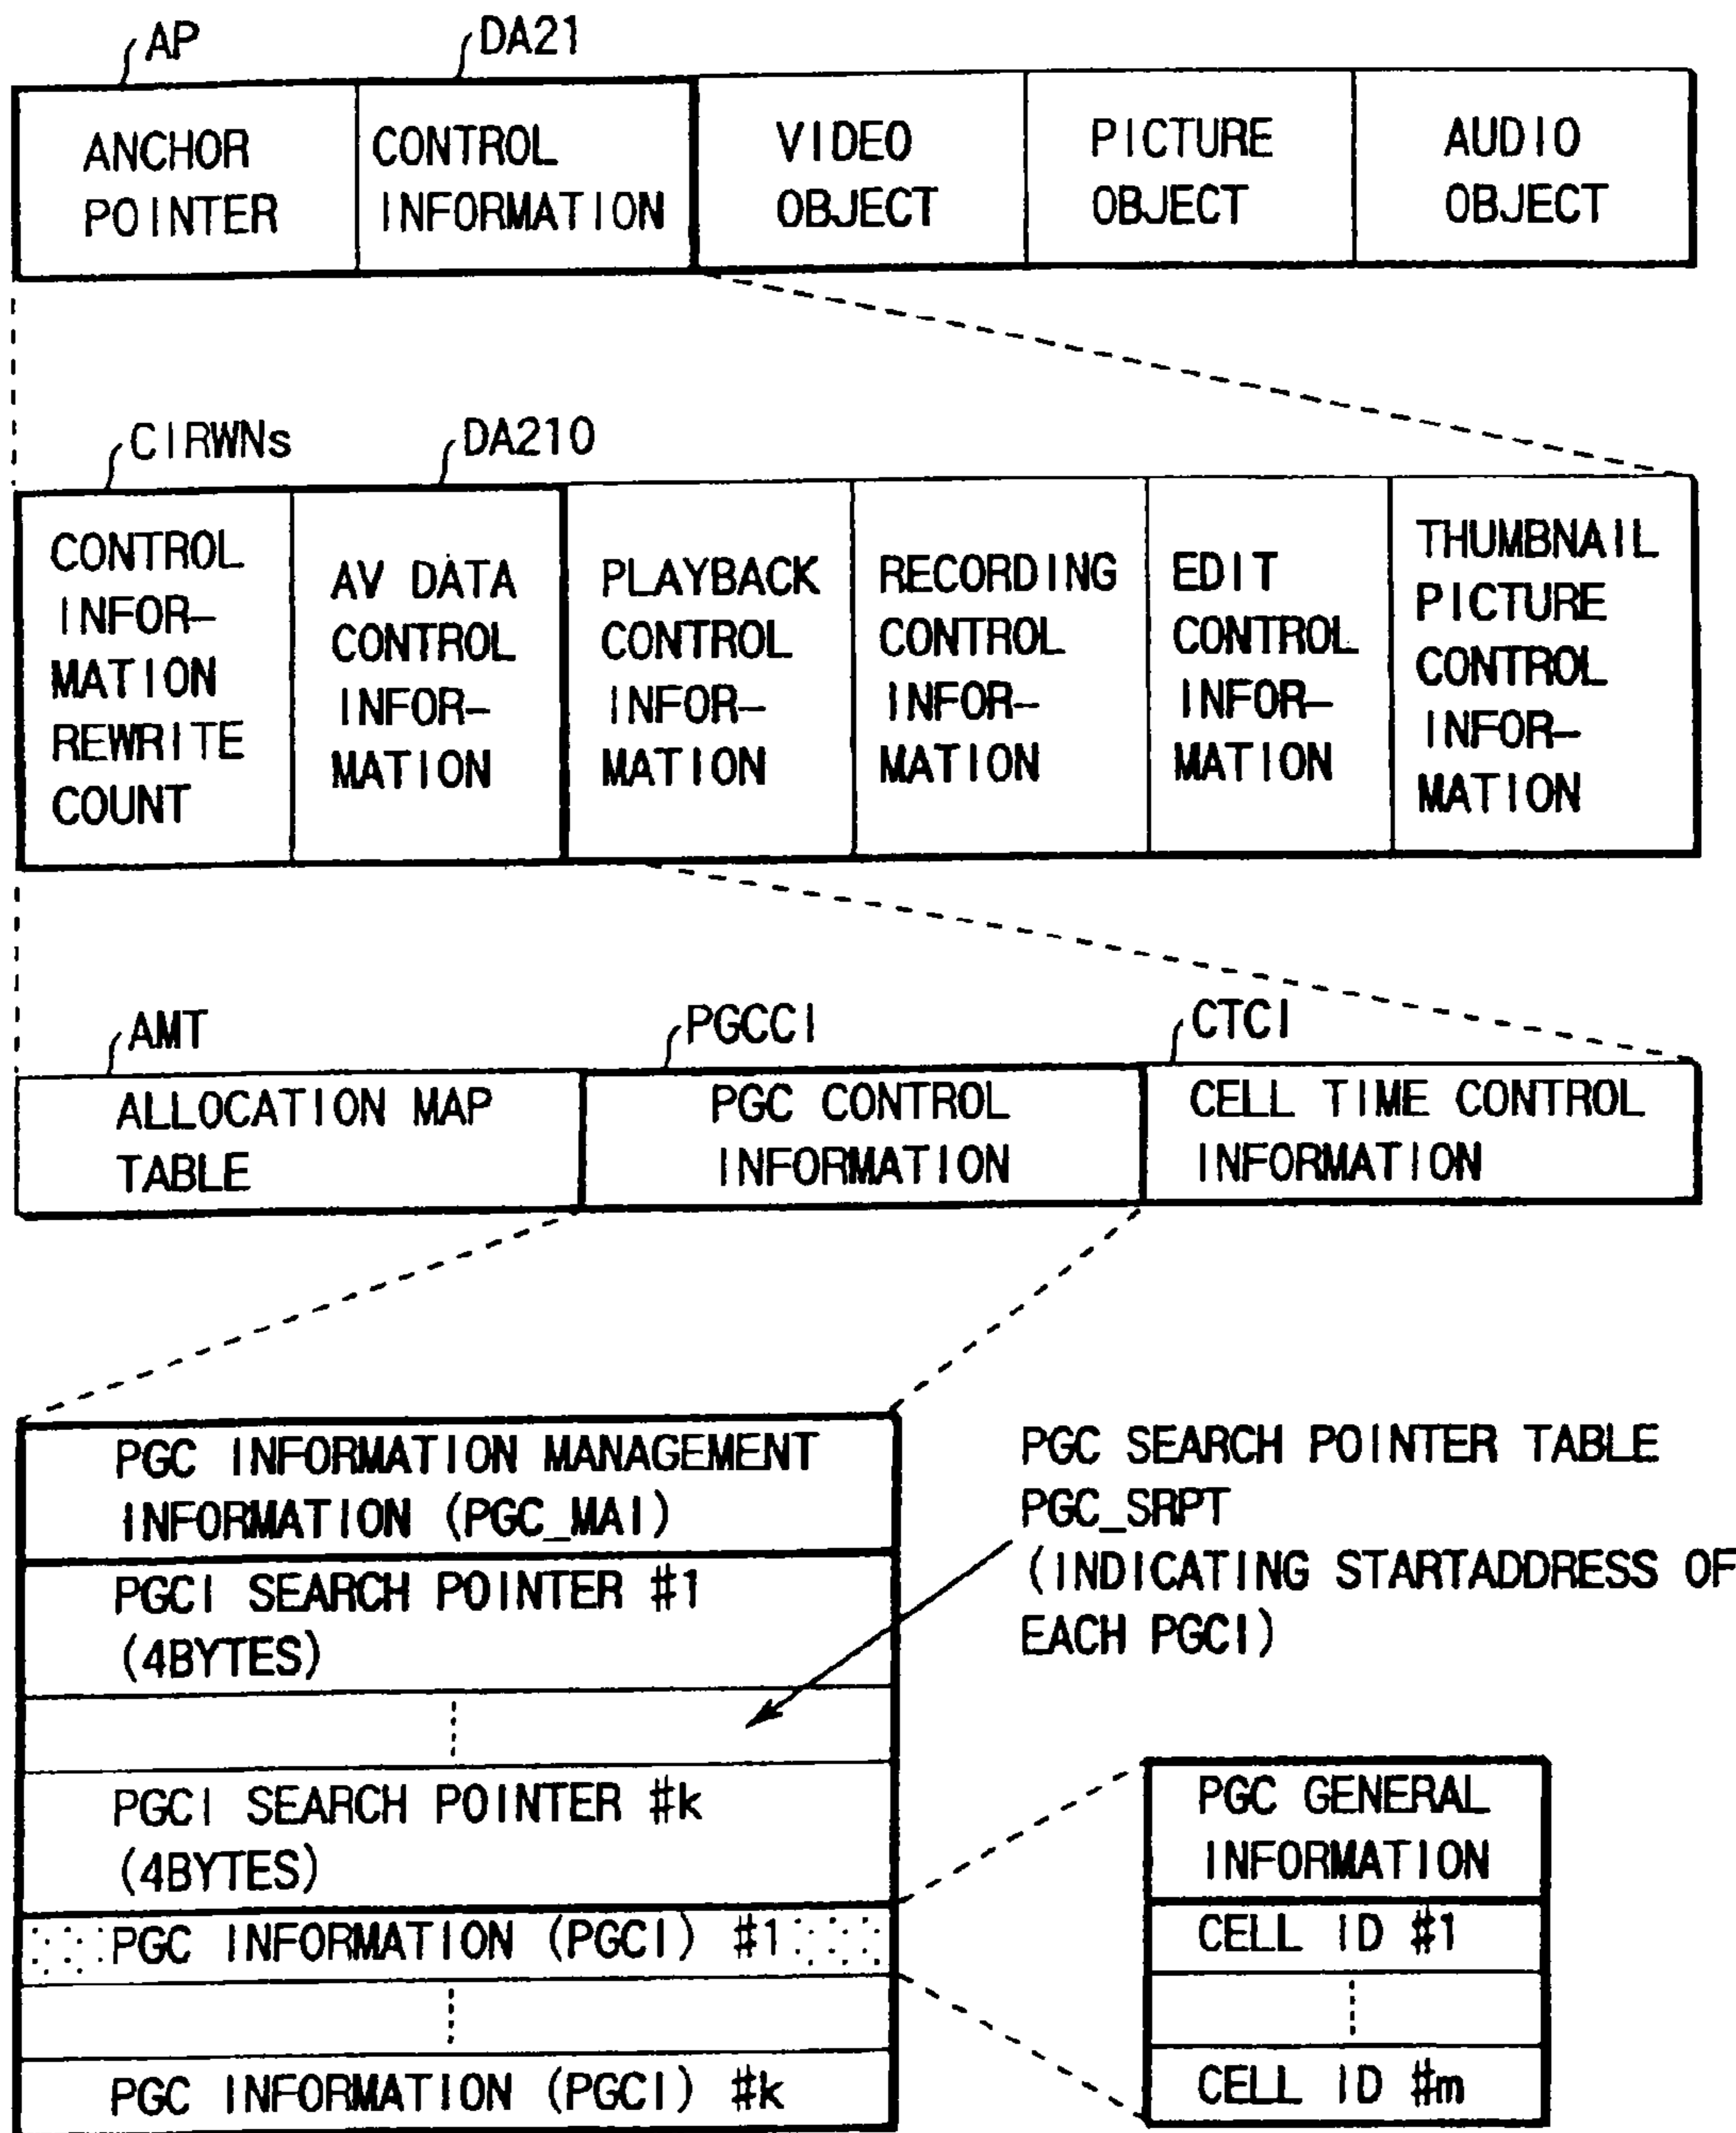 AP
DA21
ANCHOR
POINTER
CONTROL
INFORMATION
VIDEO
OBJECT
PICTURE
OBJECT
AUDIO
OBJECT
CIRWNs
DA210
CONTROL
INFOR-
MATION
REWRITE
COUNT
AV DATA
CONTROL
INFOR-
MATION
PLAYBACK
CONTROL
INFOR-
MATION
RECORDING
CONTROL
INFOR-
MATION
EDIT
CONTROL
INFOR-
MATION
THUMBNAIL
PICTURE
CONTROL
INFOR-
MATION
AMT
PGCCI
CTCI
ALLOCATION MAP
TABLE
PGC CONTROL
INFORMATION
CELL TIME CONTROL
INFORMATION
PGC INFORMATION MANAGEMENT
INFORMATION (PGC_MAI)
PGCI SEARCH POINTER #1
(4BYTES)
PGCI SEARCH POINTER #k
(4BYTES)
PGC INFORMATION (PGCI) #1
PGC INFORMATION (PGCI) #k
PGC SEARCH POINTER TABLE
PGC_SRPT
(INDICATING STARTADDRESS OF
EACH PGCI)
PGC GENERAL
INFORMATION
CELL ID #1
CELL ID #m